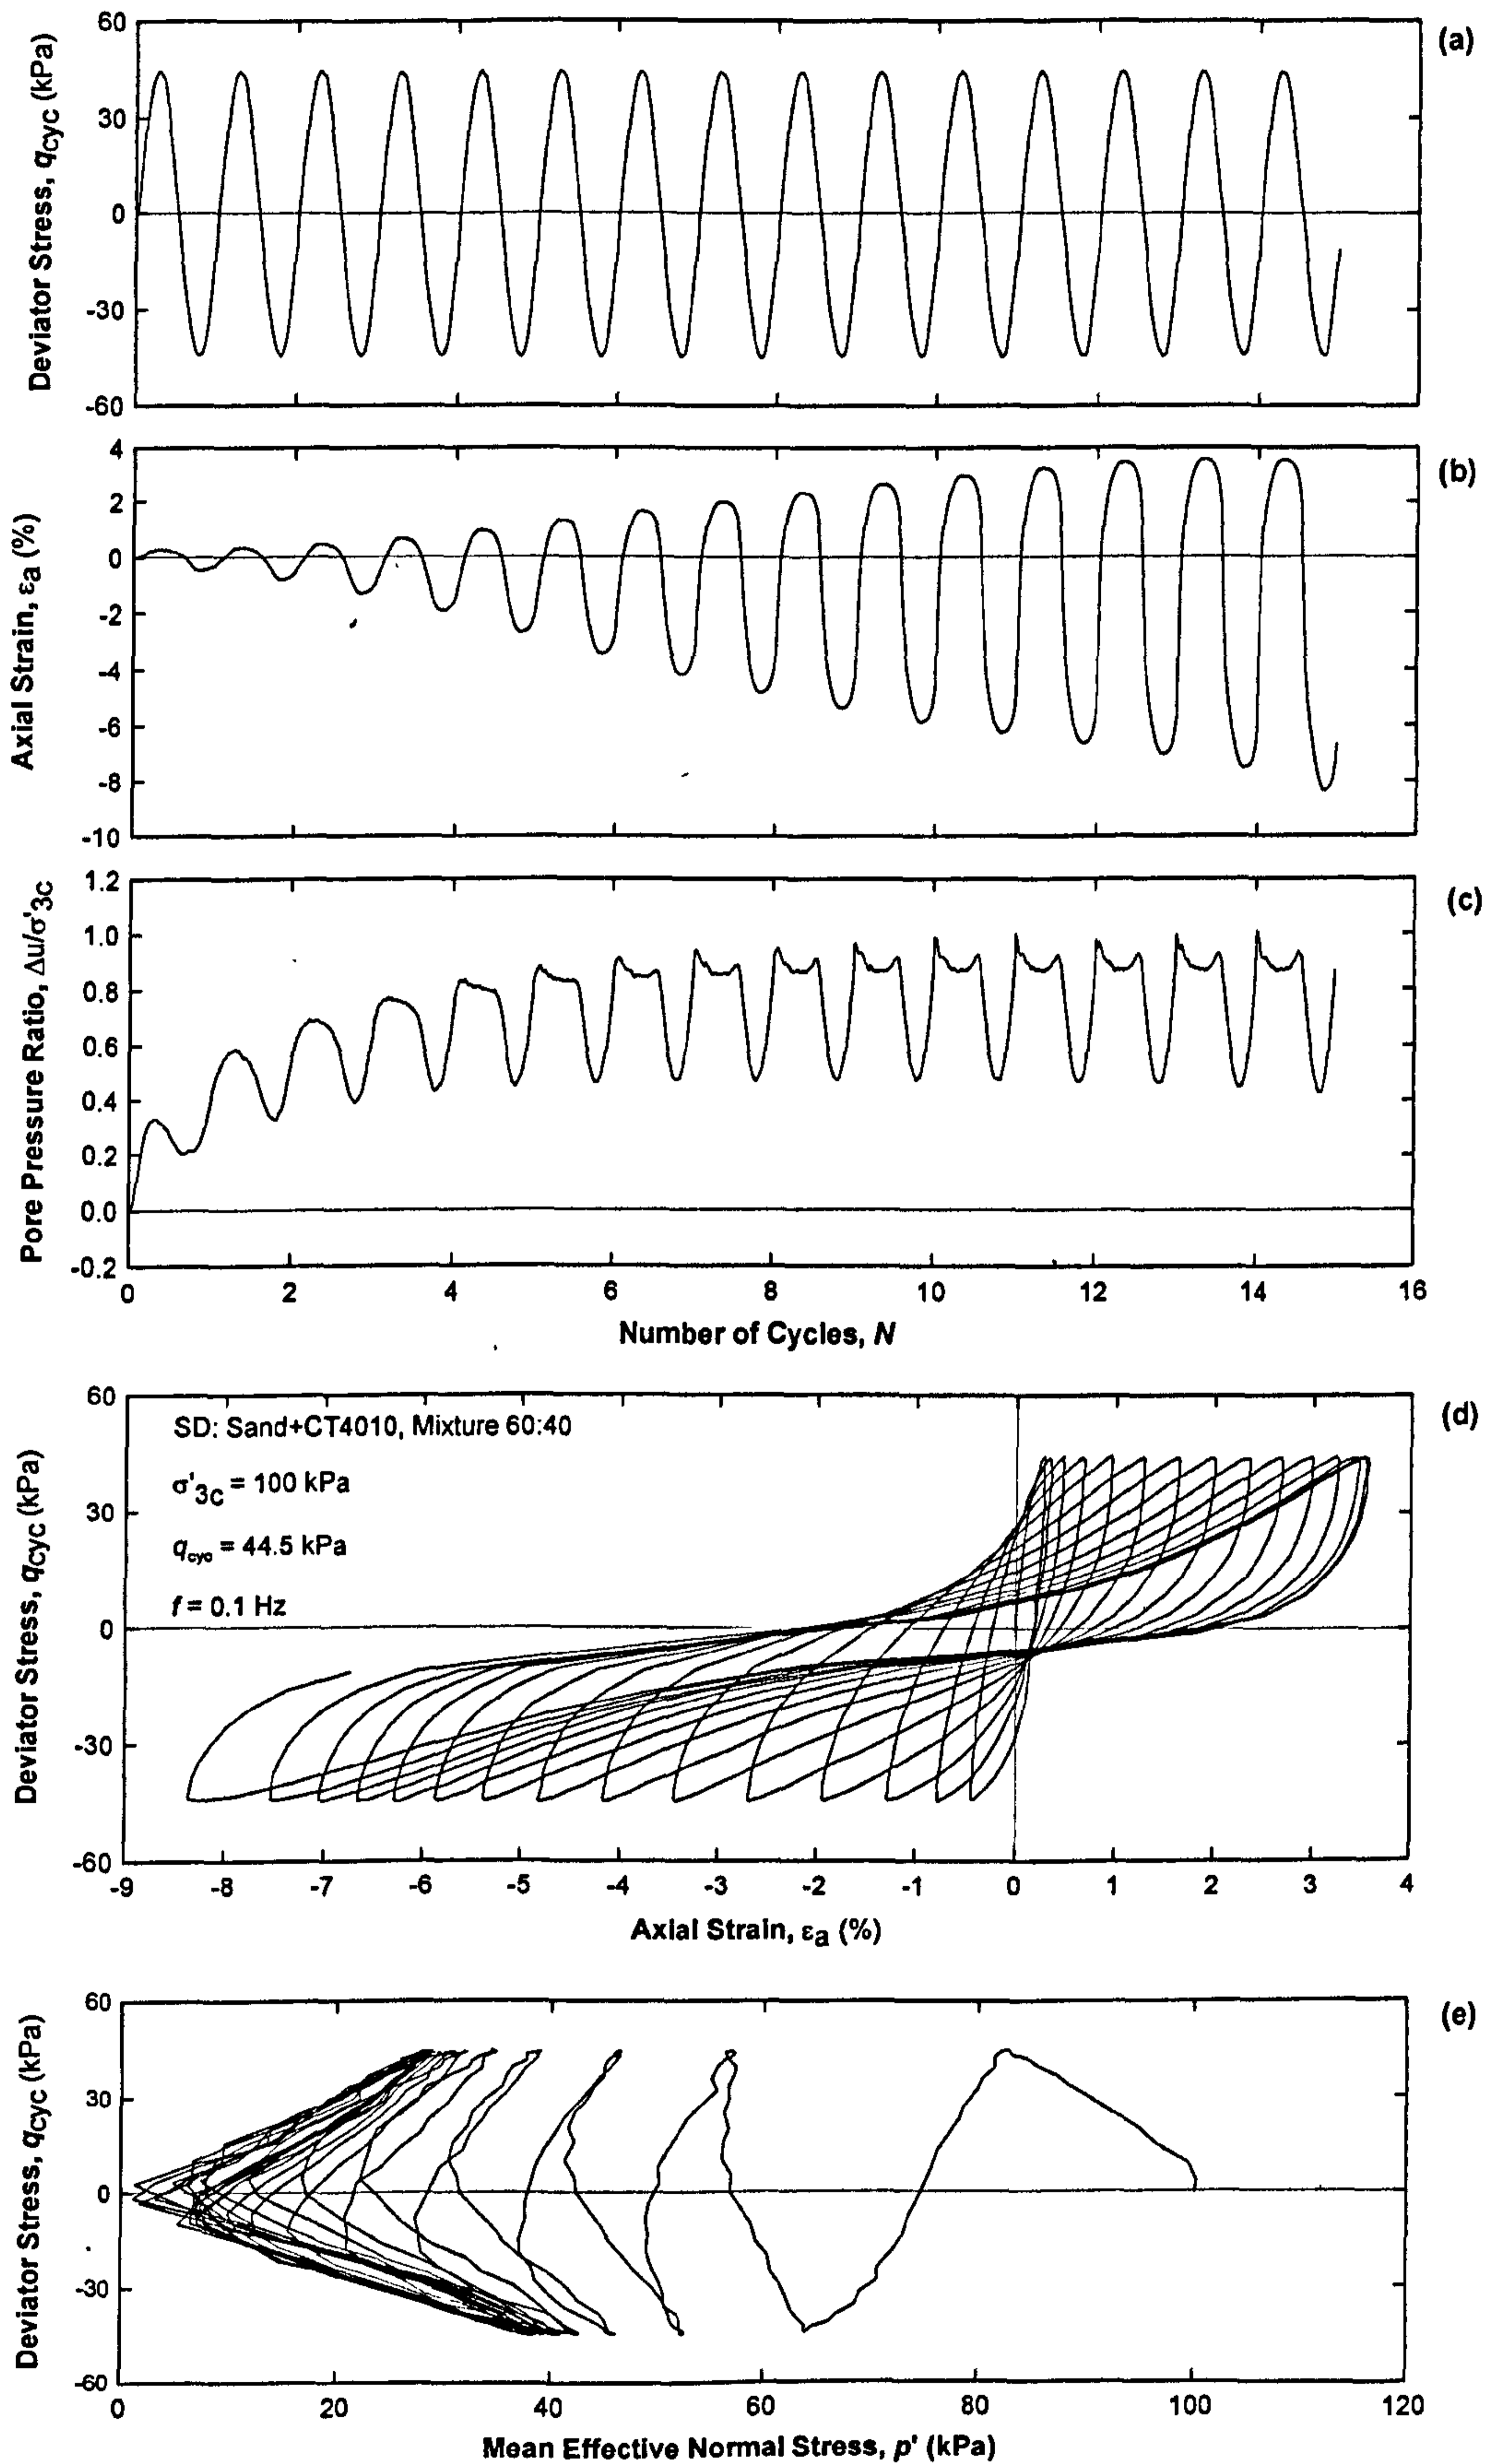 (a)
Deviator Stress, qcyc (kPa)
60
30
0
-30
-60
(b)
Axial Strain, εa (%)
4
2
0
-2
-4
-6
-8
-10
(c)
Pore Pressure Ratio, Δu/σ'3c
1.2
1.0
0.8
0.6
0.4
0.2
0.0
-0.2
0 2 4 6 8 10 12 14 16
Number of Cycles, N
(d)
Deviator Stress, qcyc (kPa)
60
30
0
-30
-60
SD: Sand+CT4010, Mixture 60:40
σ'3c = 100 kPa
qcyc = 44.5 kPa
f = 0.1 Hz
-9 -8 -7 -6 -5 -4 -3 -2 -1 0 1 2 3 4
Axial Strain, εa (%)
(e)
Deviator Stress, qcyc (kPa)
60
30
0
-30
-60
0 20 40 60 80 100 120
Mean Effective Normal Stress, p' (kPa)